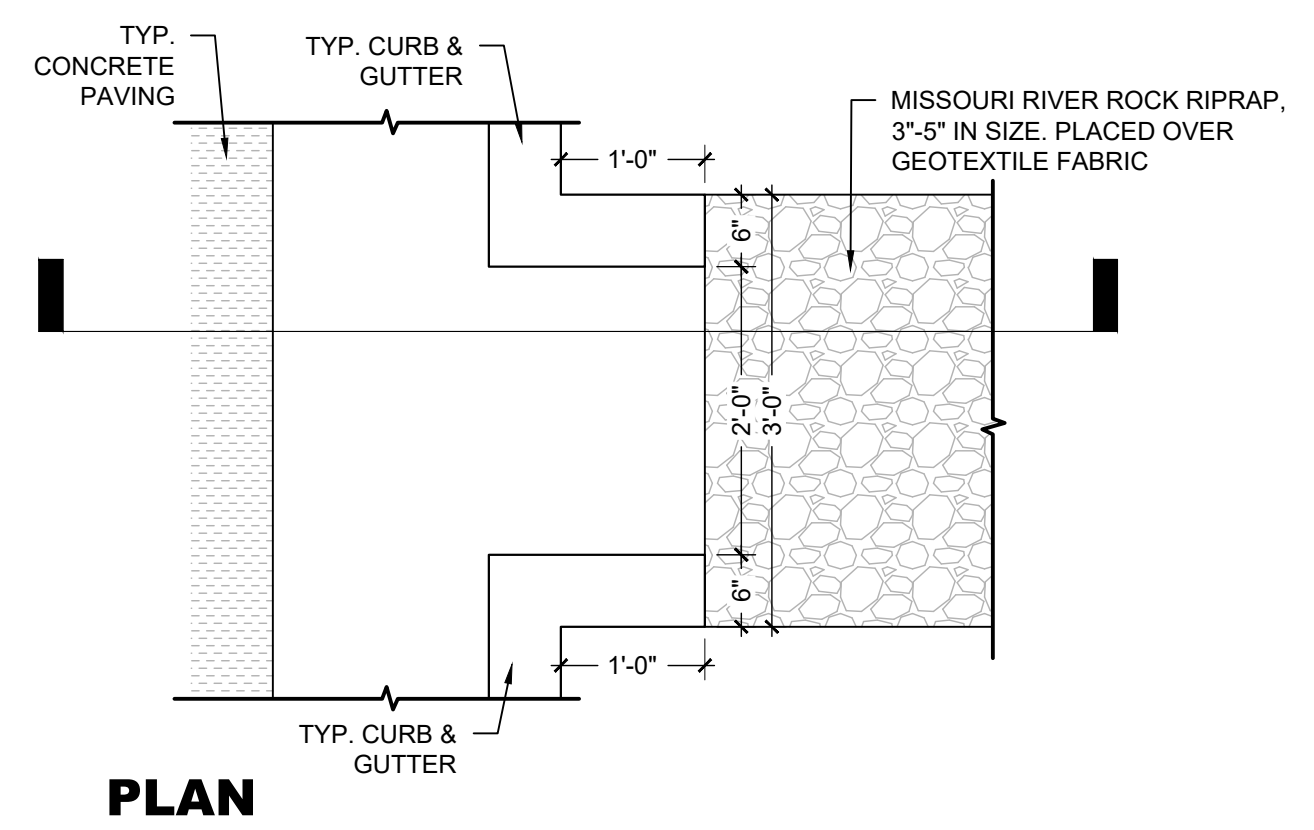 TYP.
CONCRETE
PAVING
TYP. CURB &
GUTTER
MISSOURI RIVER ROCK RIPRAP,
3"-5" IN SIZE. PLACED OVER
GEOTEXTILE FABRIC
1'-0"
6"
2'-0"
3'-0"
6"
1'-0"
TYP. CURB &
GUTTER
PLAN